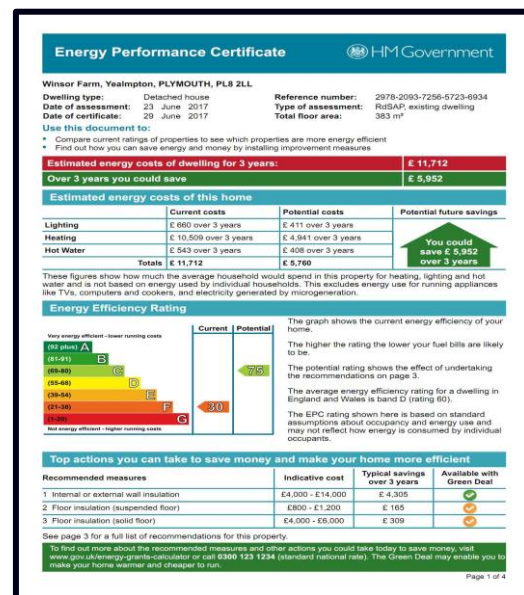 Energy Performance Certificate
HM Government
Winsor Farm, Yealmpton, PLYMOUTH, PL8 2LL
Dwelling type: Detached house
Date of assessment: 23 June 2017
Date of certificate: 29 June 2017
Reference number: 2978-2093-7256-5723-6934
Type of assessment: RdSAP, existing dwelling
Total floor area: 383 m²
Use this document to:
• Compare current ratings of properties to see which properties are more energy efficient
• Find out how you can save energy and money by installing improvement measures
Estimated energy costs of dwelling for 3 years: £ 11,712
Over 3 years you could save £ 5,952
Estimated energy costs of this home
Current costs Potential costs Potential future savings
Lighting £ 660 over 3 years £ 411 over 3 years
Heating £ 10,509 over 3 years £ 4,941 over 3 years
Hot Water £ 543 over 3 years £ 408 over 3 years
Totals £ 11,712 £ 5,760
You could
save £ 5,952
over 3 years
These figures show how much the average household would spend in this property for heating, lighting and hot
water and is not based on energy used by individual households. This excludes energy use for running appliances
like TVs, computers and cookers, and electricity generated by microgeneration.
Energy Efficiency Rating
Current Potential
Very energy efficient - lower running costs
(92 plus) A
(81-91) B
(69-80) C
(55-68) D
(39-54) E
(21-38) F
(1-20) G
Not energy efficient - higher running costs
30
75
The graph shows the current energy efficiency of your
home.
The higher the rating the lower your fuel bills are likely
to be.
The potential rating shows the effect of undertaking
the recommendations on page 3.
The average energy efficiency rating for a dwelling in
England and Wales is band D (rating 60).
The EPC rating shown here is based on standard
assumptions about occupancy and energy use and
may not reflect how energy is consumed by individual
occupants.
Top actions you can take to save money and make your home more efficient
Recommended measures Indicative cost Typical savings over 3 years Available with Green Deal
1 Internal or external wall insulation £4,000 - £14,000 £ 4,305
2 Floor insulation (suspended floor) £800 - £1,200 £ 165
3 Floor insulation (solid floor) £4,000 - £6,000 £ 309
See page 3 for a full list of recommendations for this property.
To find out more about the recommended measures and other actions you could take today to save money, visit
www.gov.uk/energy-grants-calculator or call 0300 123 1234 (standard national rate). The Green Deal may enable you to
make your home warmer and cheaper to run.
Page 1 of 4